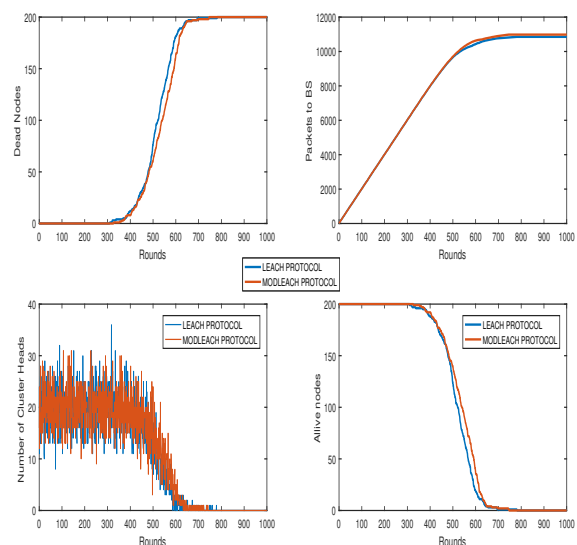 200
150
100
50
0
Dead Nodes
0 100 200 300 400 500 600 700 800 900 1000
Rounds
12000
10000
8000
6000
4000
2000
0
Packets to BS
0 100 200 300 400 500 600 700 800 900 1000
Rounds
LEACH PROTOCOL
MODLEACH PROTOCOL
40
30
20
10
0
Number of Cluster Heads
LEACH PROTOCOL
MODLEACH PROTOCOL
0 100 200 300 400 500 600 700 800 900 1000
Rounds
200
150
100
50
0
Alive nodes
LEACH PROTOCOL
MODLEACH PROTOCOL
0 100 200 300 400 500 600 700 800 900 1000
Rounds